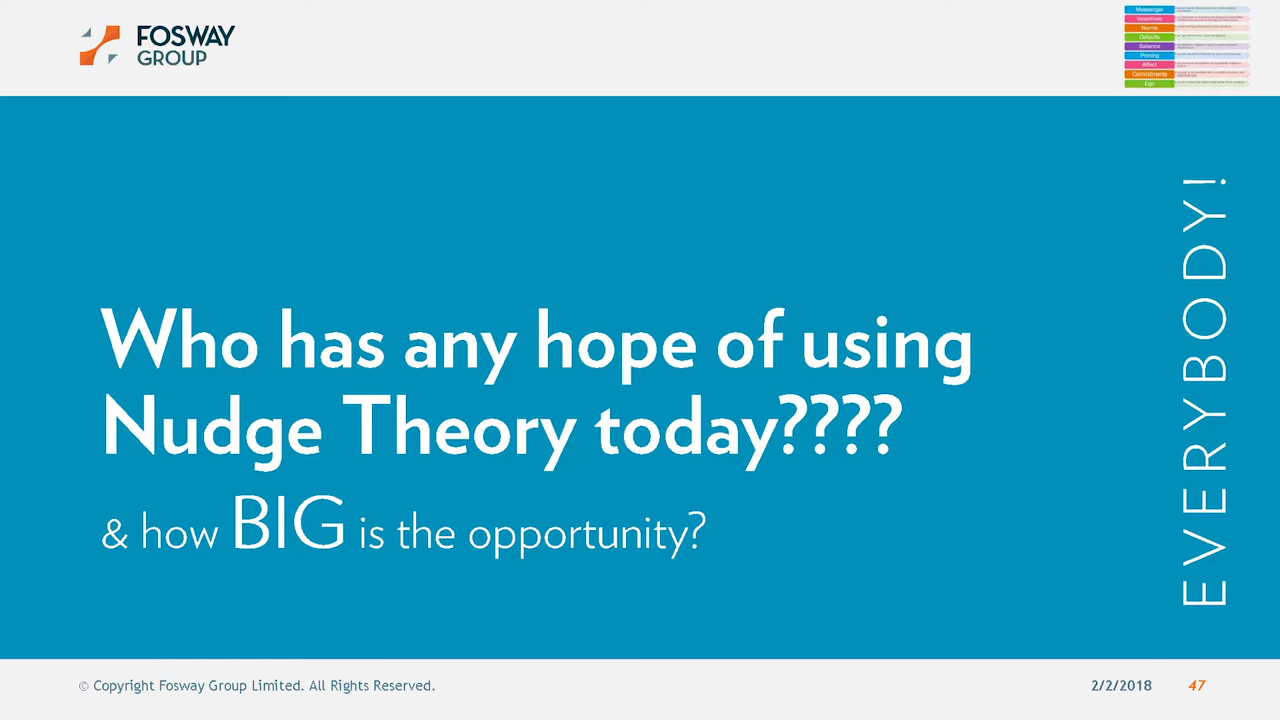 FOSWAY
GROUP
Messenger
Incentives
Norms
Defaults
Salience
Priming
Affect
Commitments
Ego
Who has any hope of using
Nudge Theory today????
& how BIG is the opportunity?
EVERYBODY!
© Copyright Fosway Group Limited. All Rights Reserved.
2/2/2018
47